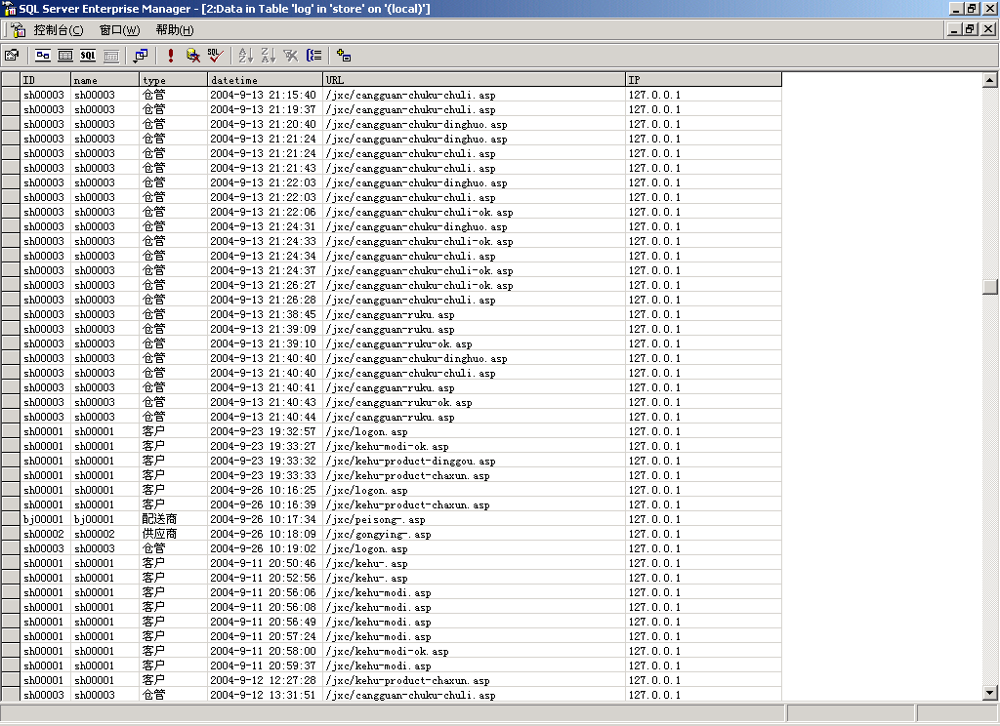 SQL Server Enterprise Manager - [2:Data in Table 'log' in 'store' on '(local)']
控制台(C) 窗口(W) 帮助(H)
SQL SQL
ID name type datetime URL IP
sh00003 sh00003 仓管 2004-9-13 21:15:40 /jxc/cangguan-chuku-chuli.asp 127.0.0.1
sh00003 sh00003 仓管 2004-9-13 21:19:37 /jxc/cangguan-chuku-chuli.asp 127.0.0.1
sh00003 sh00003 仓管 2004-9-13 21:20:40 /jxc/cangguan-chuku-dinghuo.asp 127.0.0.1
sh00003 sh00003 仓管 2004-9-13 21:21:24 /jxc/cangguan-chuku-dinghuo.asp 127.0.0.1
sh00003 sh00003 仓管 2004-9-13 21:21:24 /jxc/cangguan-chuku-chuli.asp 127.0.0.1
sh00003 sh00003 仓管 2004-9-13 21:21:43 /jxc/cangguan-chuku-chuli.asp 127.0.0.1
sh00003 sh00003 仓管 2004-9-13 21:22:03 /jxc/cangguan-chuku-dinghuo.asp 127.0.0.1
sh00003 sh00003 仓管 2004-9-13 21:22:03 /jxc/cangguan-chuku-chuli.asp 127.0.0.1
sh00003 sh00003 仓管 2004-9-13 21:22:06 /jxc/cangguan-chuku-chuli-ok.asp 127.0.0.1
sh00003 sh00003 仓管 2004-9-13 21:24:31 /jxc/cangguan-chuku-dinghuo.asp 127.0.0.1
sh00003 sh00003 仓管 2004-9-13 21:24:33 /jxc/cangguan-chuku-chuli-ok.asp 127.0.0.1
sh00003 sh00003 仓管 2004-9-13 21:24:34 /jxc/cangguan-chuku-chuli.asp 127.0.0.1
sh00003 sh00003 仓管 2004-9-13 21:24:37 /jxc/cangguan-chuku-chuli-ok.asp 127.0.0.1
sh00003 sh00003 仓管 2004-9-13 21:26:27 /jxc/cangguan-chuku-chuli-ok.asp 127.0.0.1
sh00003 sh00003 仓管 2004-9-13 21:26:28 /jxc/cangguan-chuku-chuli.asp 127.0.0.1
sh00003 sh00003 仓管 2004-9-13 21:38:45 /jxc/cangguan-ruku.asp 127.0.0.1
sh00003 sh00003 仓管 2004-9-13 21:39:09 /jxc/cangguan-ruku.asp 127.0.0.1
sh00003 sh00003 仓管 2004-9-13 21:39:10 /jxc/cangguan-ruku-ok.asp 127.0.0.1
sh00003 sh00003 仓管 2004-9-13 21:40:40 /jxc/cangguan-chuku-dinghuo.asp 127.0.0.1
sh00003 sh00003 仓管 2004-9-13 21:40:40 /jxc/cangguan-chuku-chuli.asp 127.0.0.1
sh00003 sh00003 仓管 2004-9-13 21:40:41 /jxc/cangguan-ruku.asp 127.0.0.1
sh00003 sh00003 仓管 2004-9-13 21:40:43 /jxc/cangguan-ruku-ok.asp 127.0.0.1
sh00003 sh00003 仓管 2004-9-13 21:40:44 /jxc/cangguan-ruku.asp 127.0.0.1
sh00001 sh00001 客户 2004-9-23 19:32:57 /jxc/logon.asp 127.0.0.1
sh00001 sh00001 客户 2004-9-23 19:33:27 /jxc/kehu-modi-ok.asp 127.0.0.1
sh00001 sh00001 客户 2004-9-23 19:33:32 /jxc/kehu-product-dinggou.asp 127.0.0.1
sh00001 sh00001 客户 2004-9-23 19:33:33 /jxc/kehu-product-chaxun.asp 127.0.0.1
sh00001 sh00001 客户 2004-9-26 10:16:25 /jxc/logon.asp 127.0.0.1
sh00001 sh00001 客户 2004-9-26 10:16:39 /jxc/kehu-product-chaxun.asp 127.0.0.1
bj00001 bj00001 配送商 2004-9-26 10:17:34 /jxc/peisong-.asp 127.0.0.1
sh00002 sh00002 供应商 2004-9-26 10:18:09 /jxc/gongying-.asp 127.0.0.1
sh00003 sh00003 仓管 2004-9-26 10:19:02 /jxc/logon.asp 127.0.0.1
sh00001 sh00001 客户 2004-9-11 20:50:46 /jxc/kehu-.asp 127.0.0.1
sh00001 sh00001 客户 2004-9-11 20:52:56 /jxc/kehu-.asp 127.0.0.1
sh00001 sh00001 客户 2004-9-11 20:56:06 /jxc/kehu-modi.asp 127.0.0.1
sh00001 sh00001 客户 2004-9-11 20:56:08 /jxc/kehu-modi.asp 127.0.0.1
sh00001 sh00001 客户 2004-9-11 20:56:49 /jxc/kehu-modi.asp 127.0.0.1
sh00001 sh00001 客户 2004-9-11 20:57:24 /jxc/kehu-modi.asp 127.0.0.1
sh00001 sh00001 客户 2004-9-11 20:58:00 /jxc/kehu-modi-ok.asp 127.0.0.1
sh00001 sh00001 客户 2004-9-11 20:59:37 /jxc/kehu-modi.asp 127.0.0.1
sh00001 sh00001 客户 2004-9-12 12:27:28 /jxc/kehu-product-chaxun.asp 127.0.0.1
sh00003 sh00003 仓管 2004-9-12 13:31:51 /jxc/cangguan-chuku-chuli.asp 127.0.0.1